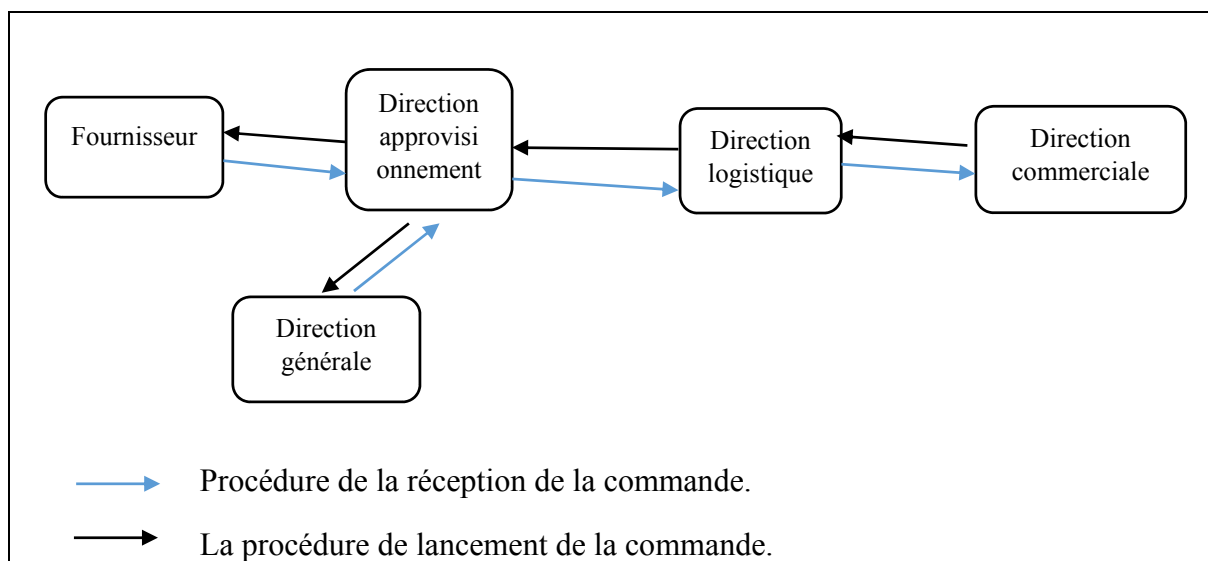 Fournisseur
Direction
approvisi
onnement
Direction
logistique
Direction
commerciale
Direction
générale
Procédure de la réception de la commande.
La procédure de lancement de la commande.